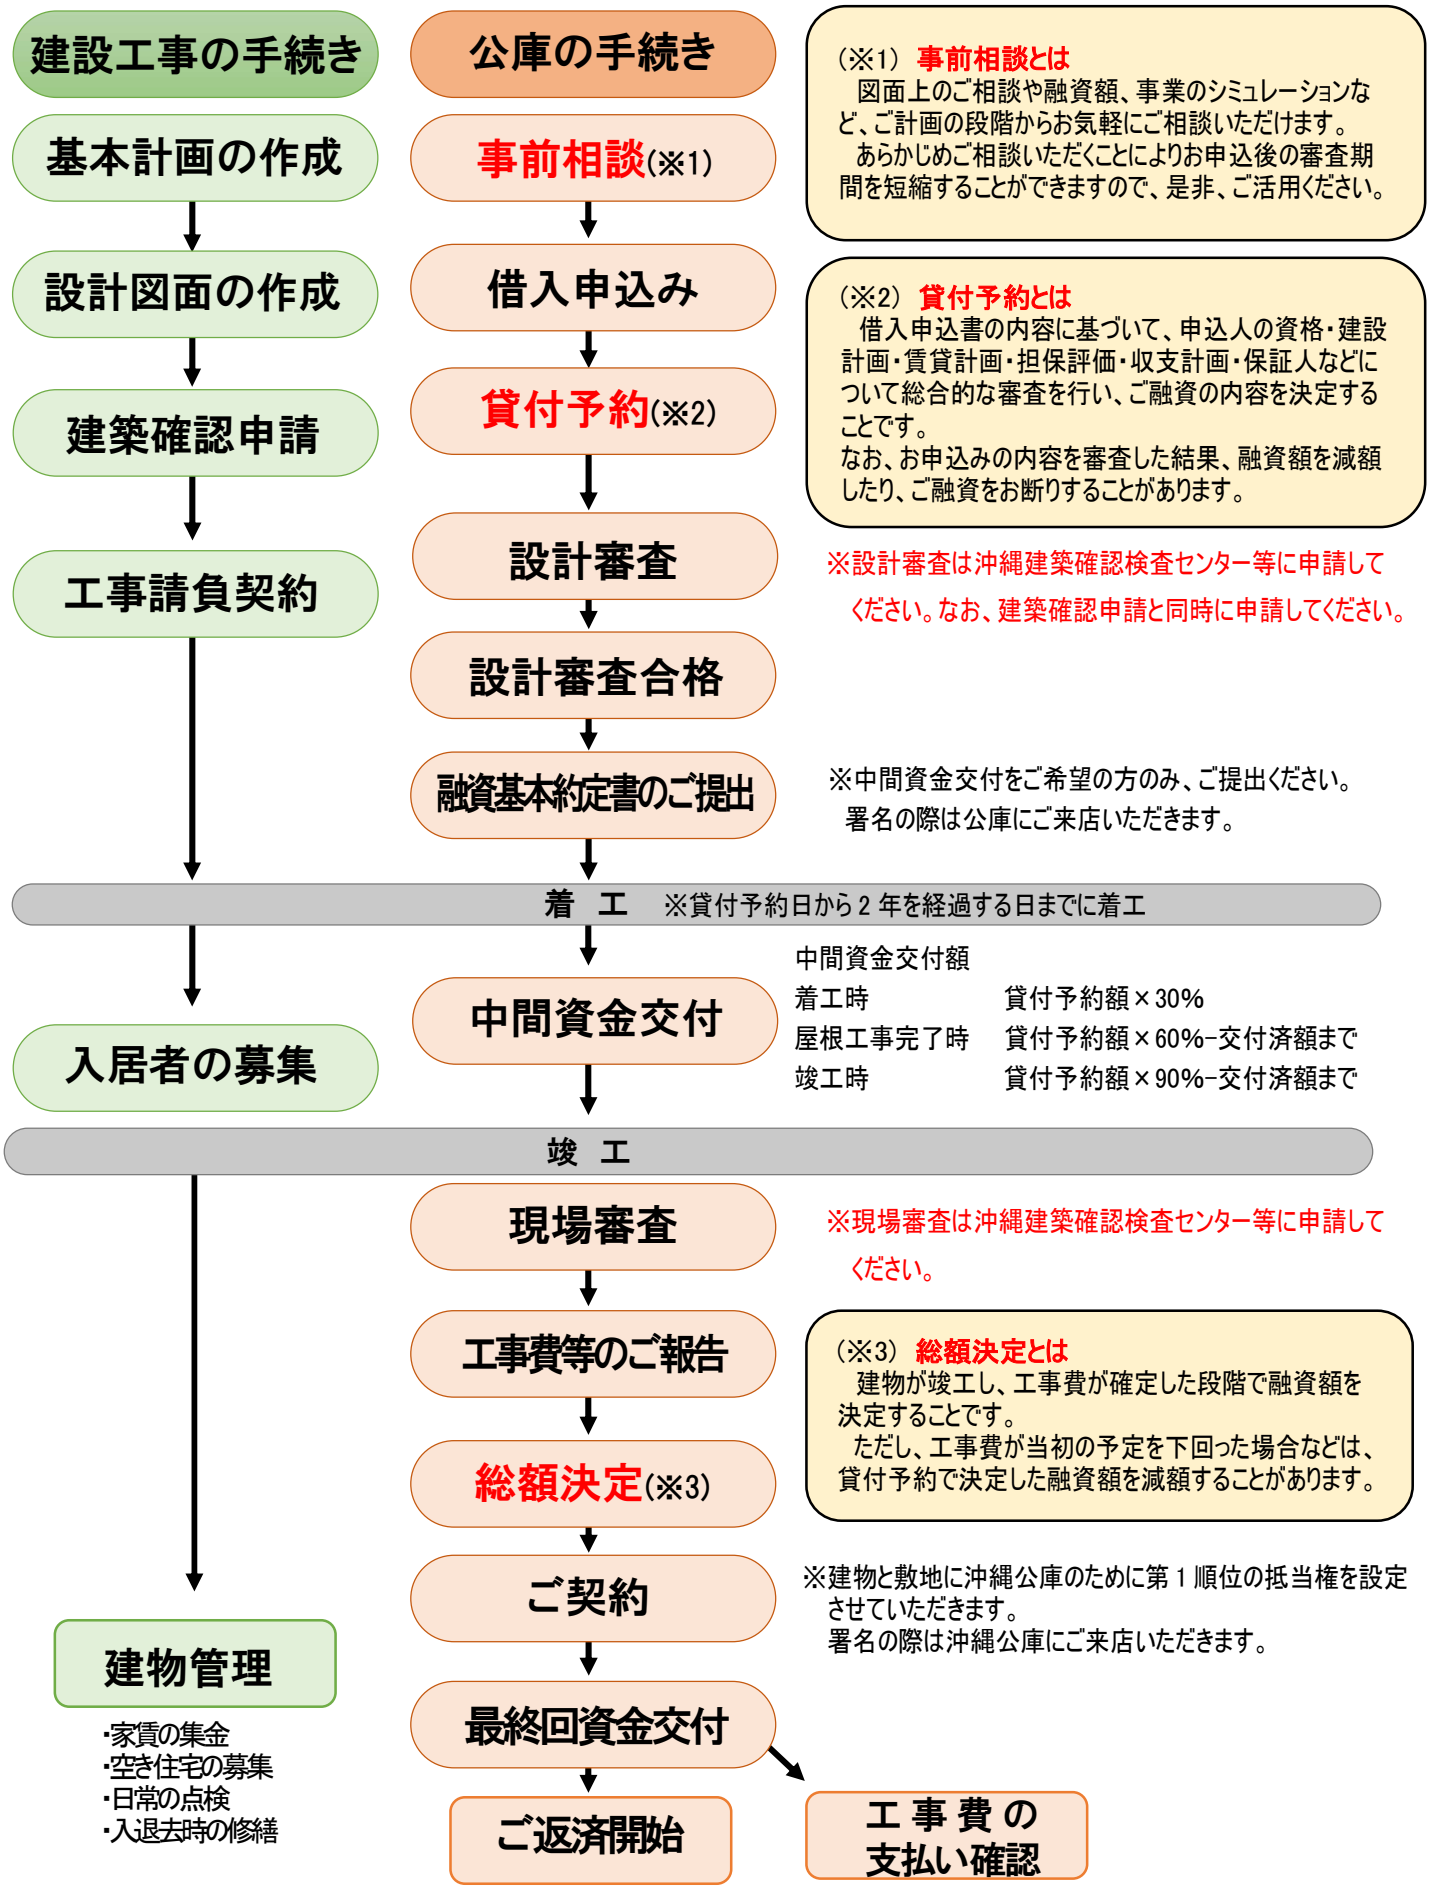 建設工事の手続き
基本計画の作成
設計図面の作成
建築確認申請
工事請負契約
公庫の手続き
事前相談(※1)
借入申込み
貸付予約(※2)
設計審査
設計審査合格
融資基本約定書のご提出
(※1) 事前相談とは
図面上のご相談や融資額、事業のシミュレーションな
ど、ご計画の段階からお気軽にご相談いただけます。
あらかじめご相談いただくことによりお申込後の審査期
間を短縮することができますので、是非、ご活用ください。
(※2) 貸付予約とは
借入申込書の内容に基づいて、申込人の資格・建設
計画・賃貸計画・担保評価・収支計画・保証人などに
ついて総合的な審査を行い、ご融資の内容を決定する
ことです。
なお、お申込みの内容を審査した結果、融資額を減額
したり、ご融資をお断りすることがあります。
※設計審査は沖縄建築確認検査センター等に申請して
ください。なお、建築確認申請と同時に申請してください。
※中間資金交付をご希望の方のみ、ご提出ください。
署名の際は公庫にご来店いただきます。
着 工 ※貸付予約日から2年を経過する日までに着工
入居者の募集
中間資金交付
中間資金交付額
着工時 貸付予約額×30%
屋根工事完了時 貸付予約額×60%-交付済額まで
竣工時 貸付予約額×90%-交付済額まで
竣 工
現場審査
※現場審査は沖縄建築確認検査センター等に申請して
ください。
工事費等のご報告
総額決定(※3)
(※3) 総額決定とは
建物が竣工し、工事費が確定した段階で融資額を
決定することです。
ただし、工事費が当初の予定を下回った場合などは、
貸付予約で決定した融資額を減額することがあります。
ご契約
※建物と敷地に沖縄公庫のために第1順位の抵当権を設定
させていただきます。
署名の際は沖縄公庫にご来店いただきます。
建物管理
・家賃の集金
・空き住宅の募集
・日常の点検
・入退去時の修繕
最終回資金交付
ご返済開始
工事費の
支払い確認